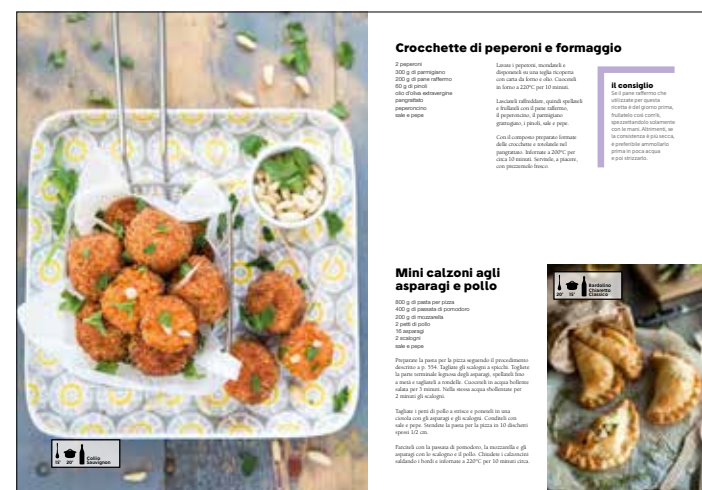 Crocchette di peperoni e formaggio
2 peperoni
300 g di parmigiano
200 g di pane raffermo
60 g di pinoli
olio d'oliva extravergine
pangrattato
peperoncino
sale e pepe
Lavate i peperoni, mondateli e
disponeteli su una teglia ricoperta
con carta da forno e olio. Cuoceteli
in forno a 220°C per 10 minuti.
Lasciateli raffreddare, quindi spellateli
e frullateli con il pane raffermo,
il peperoncino, il parmigiano
grattugiato, i pinoli, sale e pepe.
Con il composto preparato formate
delle crocchette e rotolatele nel
pangrattato. Infornate a 200°C per
circa 10 minuti. Servitele, a piacere,
con prezzemolo fresco.
il consiglio
Se il pane raffermo che
utilizzate per questa
ricetta è del giorno prima,
frullatelo così com'è,
spezzettandolo solamente
con le mani. Altrimenti, se
la consistenza è più secca,
è preferibile ammollarlo
prima in poca acqua
e poi strizzarlo.
Mini calzoni agli
asparagi e pollo
800 g di pasta per pizza
400 g di passata di pomodoro
200 g di mozzarella
2 petti di pollo
16 asparagi
2 scalogni
sale e pepe
Preparate la pasta per la pizza seguendo il procedimento
descritto a p. 554. Tagliate gli scalogni a spicchi. Togliete
la parte terminale legnosa degli asparagi, spellateli fino
a metà e tagliateli a rondelle. Cuoceteli in acqua bollente
salata per 3 minuti. Nella stessa acqua sbollentate per
2 minuti gli scalogni.
Tagliate i petti di pollo a strisce e poneteli in una
ciotola con gli asparagi e gli scalogni. Conditeli con
sale e pepe. Stendete la pasta per la pizza in 10 dischetti
spessi 1/2 cm.
Farciteli con la passata di pomodoro, la mozzarella e gli
asparagi con lo scalogno e il pollo. Chiudete i calzoncini
saldando i bordi e infornate a 220°C per 10 minuti circa.
20' 15' Bardolino
Chiaretto
Classico
15' 20' Collio
Sauvignon